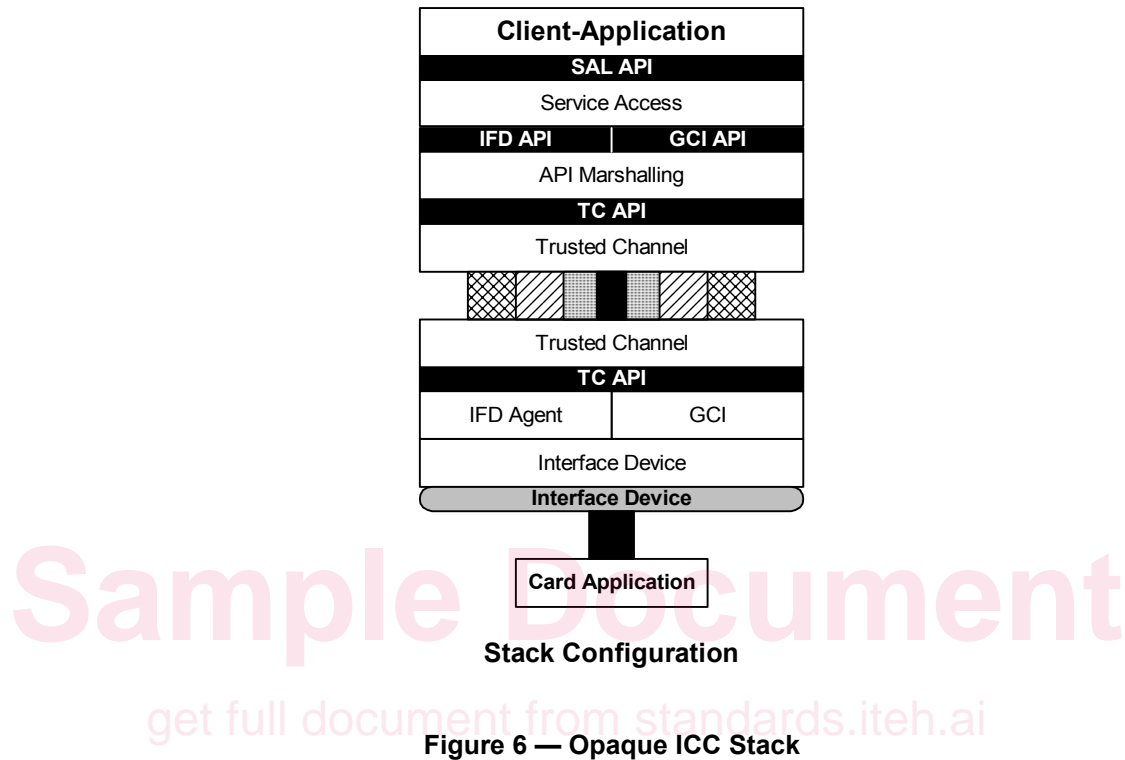 Client-Application
SAL API
Service Access
IFD API GCI API
API Marshalling
TC API
Trusted Channel
Trusted Channel
TC API
IFD Agent GCI
Interface Device
Interface Device
Card Application
Sample Document
Stack Configuration
get full document from standards.iteh.ai
Figure 6 — Opaque ICC Stack